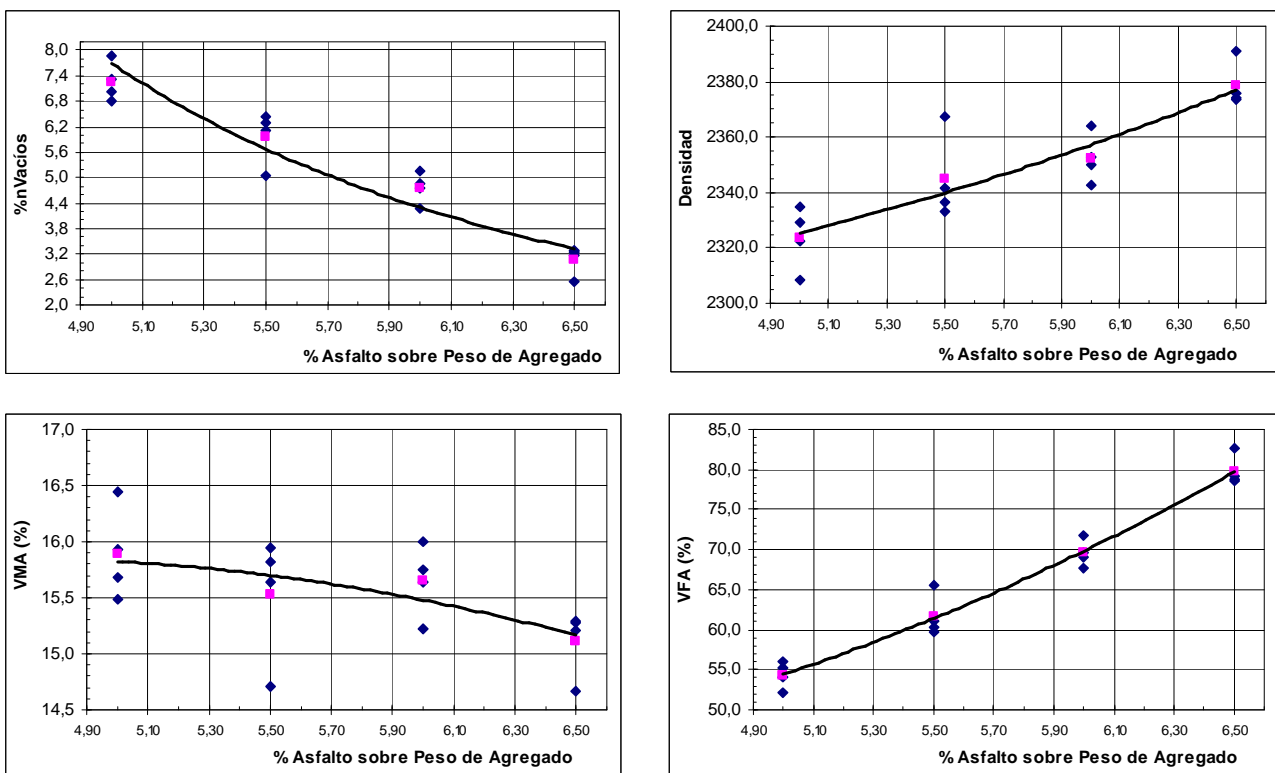 8,0
7,4
6,8
6,2
5,6
5,0
4,4
3,8
3,2
2,6
2,0
%nVacíos
4,90 5,10 5,30 5,50 5,70 5,90 6,10 6,30 6,50
% Asfalto sobre Peso de Agregado
2400,0
2380,0
2360,0
2340,0
2320,0
2300,0
Densidad
4,90 5,10 5,30 5,50 5,70 5,90 6,10 6,30 6,50
% Asfalto sobre Peso de Agregado
17,0
16,5
16,0
15,5
15,0
14,5
VMA (%)
4,90 5,10 5,30 5,50 5,70 5,90 6,10 6,30 6,50
% Asfalto sobre Peso de Agregado
85,0
80,0
75,0
70,0
65,0
60,0
55,0
50,0
VFA (%)
4,90 5,10 5,30 5,50 5,70 5,90 6,10 6,30 6,50
% Asfalto sobre Peso de Agregado